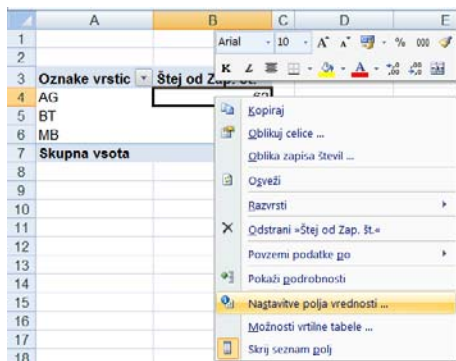 A B C D E
1 Arial 10 A A % 000
2 K L A
3 Oznake vrstic Štej od Zap. št.
4 AG 62
5 BT Kopiraj
6 MB Oblikuj celice ...
7 Skupna vsota Oblika zapisa števil ...
8 Osveži
9
10 Razvrsti
11 Odstrani »Štej od Zap. št.«
12 Povzemi podatke po
13
14 Pokaži podrobnosti
15 Nastavitve polja vrednosti ...
16 Možnosti vrtilne tabele ...
17 Skrij seznam polj
18